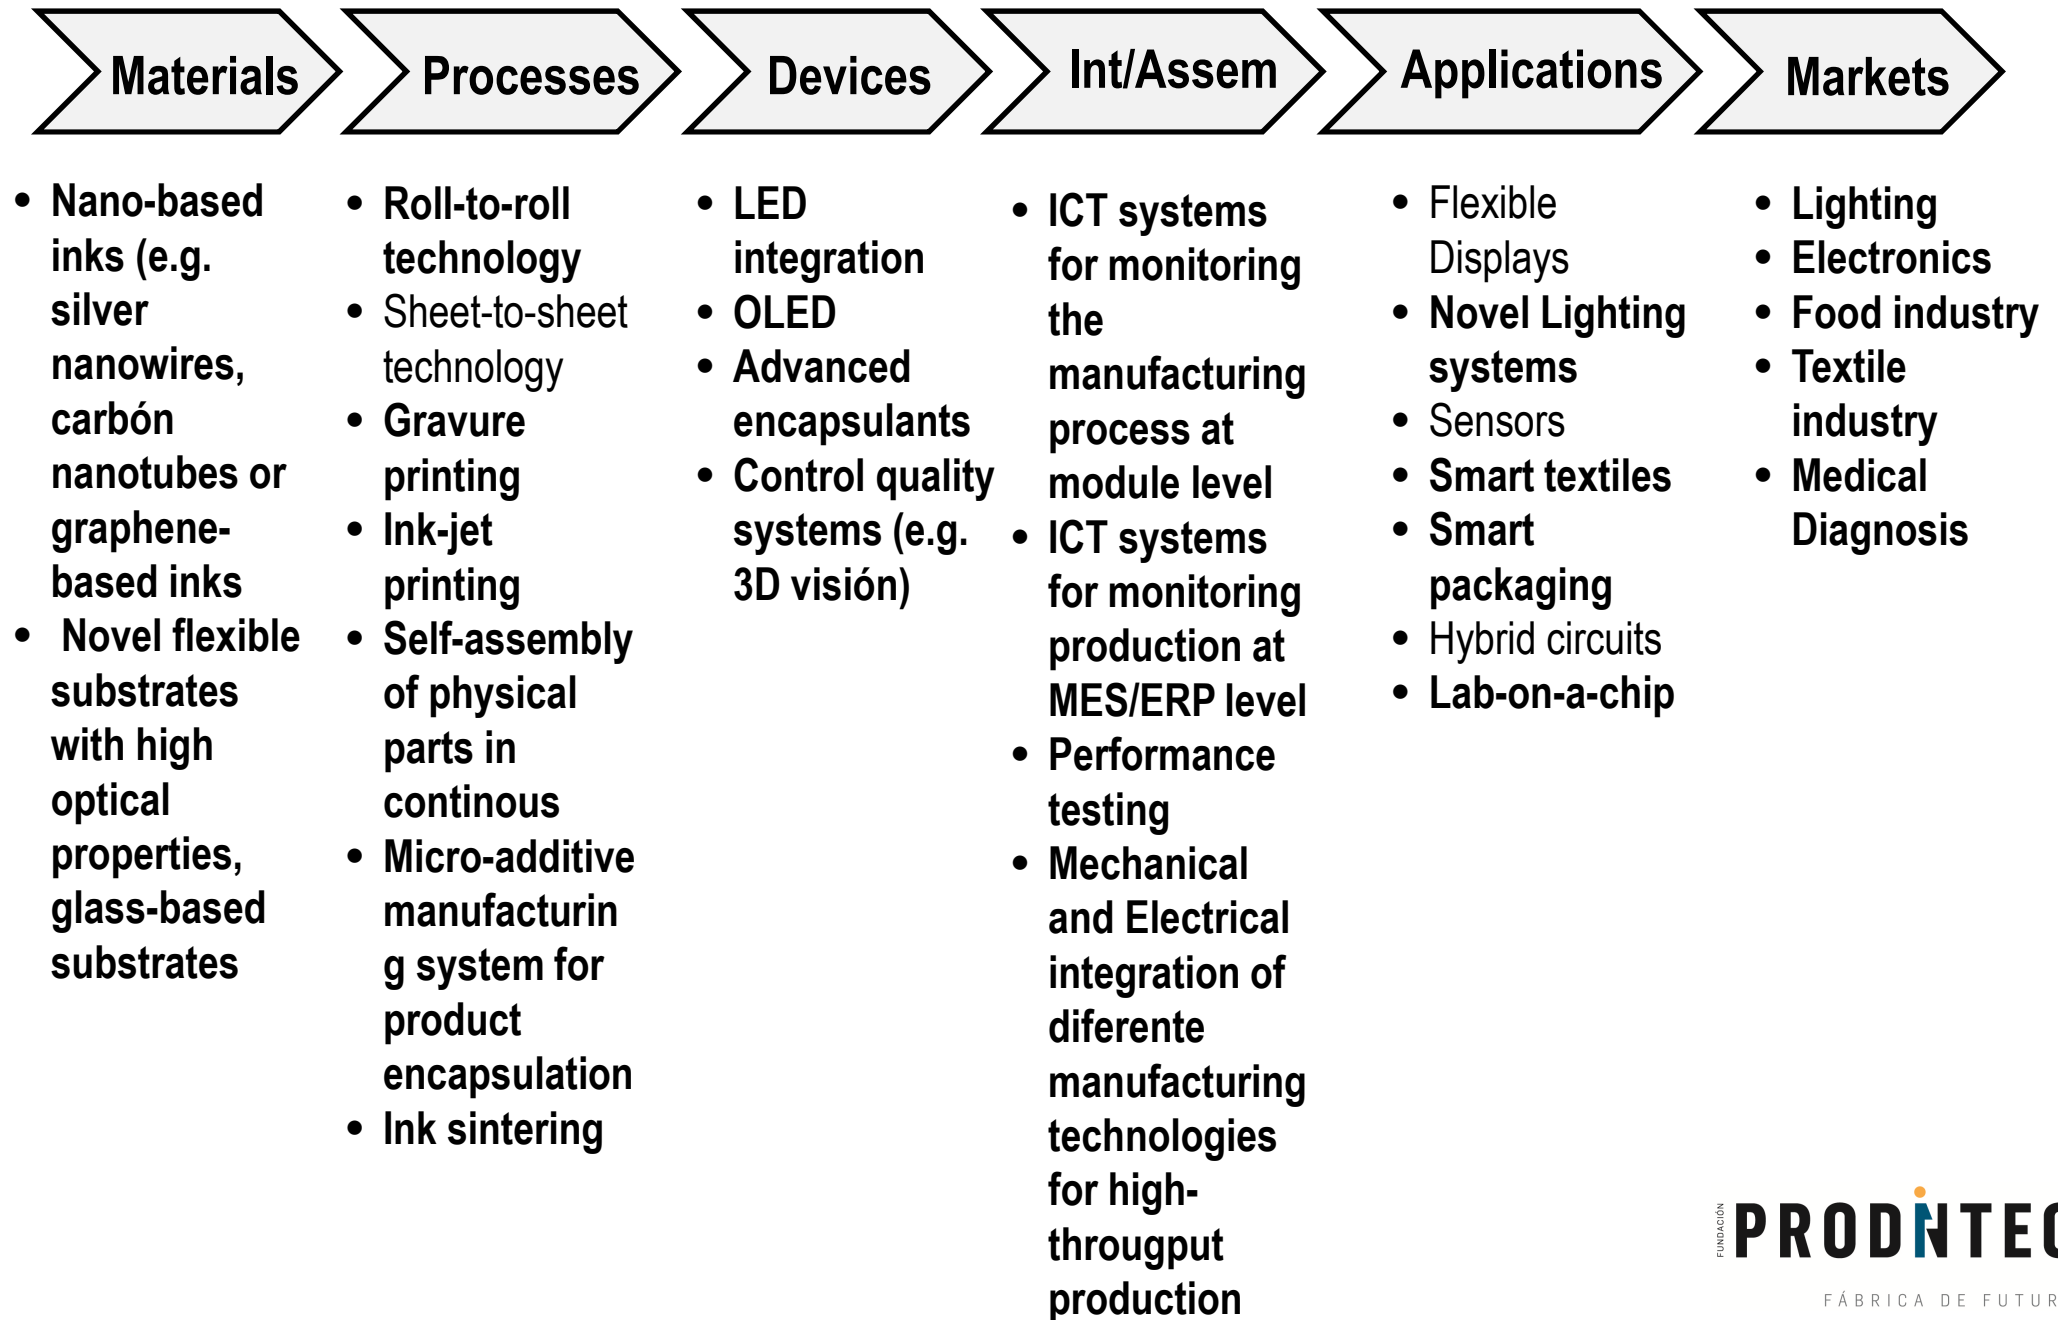 Materials
Processes
Devices
Int/Assem
Applications
Markets
• Nano-based
inks (e.g.
silver
nanowires,
carbón
nanotubes or
graphene-
based inks
• Novel flexible
substrates
with high
optical
properties,
glass-based
substrates
• Roll-to-roll
technology
• Sheet-to-sheet
technology
• Gravure
printing
• Ink-jet
printing
• Self-assembly
of physical
parts in
continous
• Micro-additive
manufacturin
g system for
product
encapsulation
• Ink sintering
• LED
integration
• OLED
• Advanced
encapsulants
• Control quality
systems (e.g.
3D visión)
• ICT systems
for monitoring
the
manufacturing
process at
module level
• ICT systems
for monitoring
production at
MES/ERP level
• Performance
testing
• Mechanical
and Electrical
integration of
diferente
manufacturing
technologies
for high-
througput
production
• Flexible
Displays
• Novel Lighting
systems
• Sensors
• Smart textiles
• Smart
packaging
• Hybrid circuits
• Lab-on-a-chip
• Lighting
• Electronics
• Food industry
• Textile
industry
• Medical
Diagnosis
FUNDACIÓN
PRODINTEC
FÁBRICA DE FUTUR